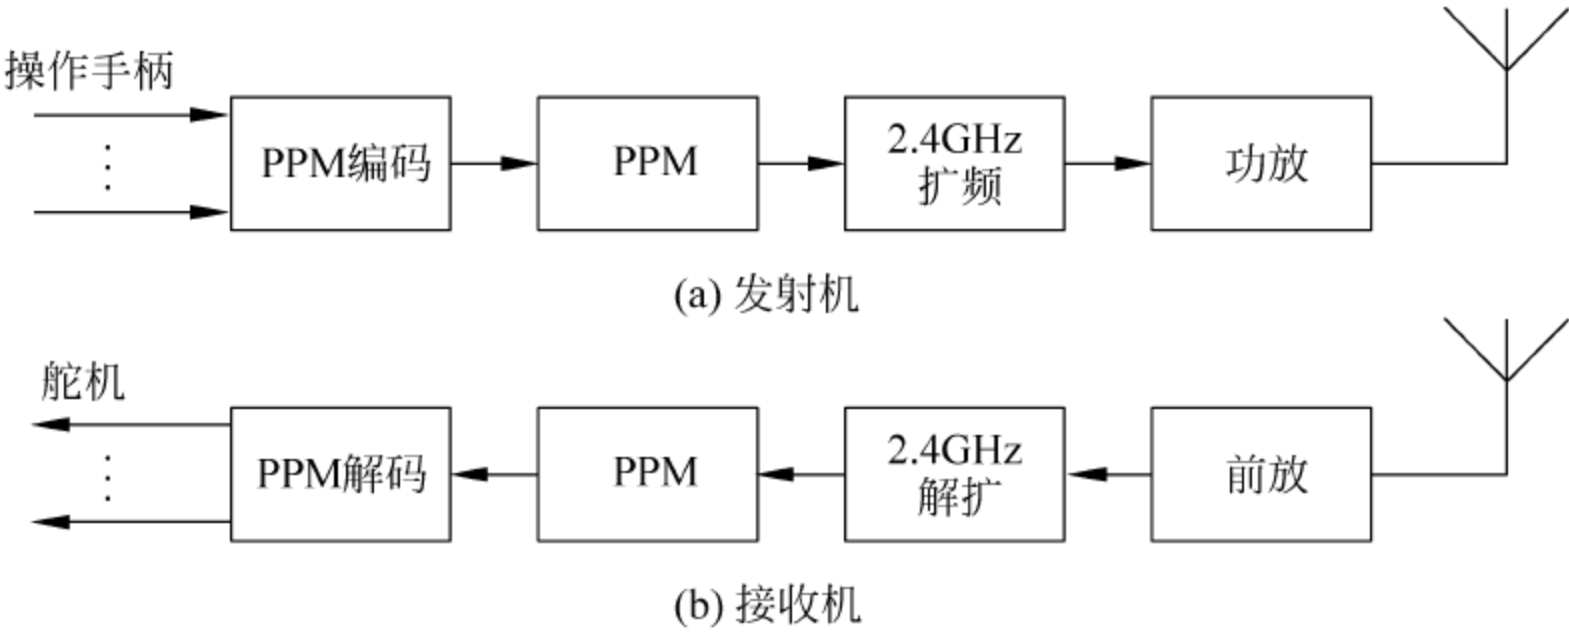 操作手柄
PPM编码
PPM
2.4GHz
扩频
功放
(a) 发射机
舵机
PPM解码
PPM
2.4GHz
解扩
前放
(b) 接收机